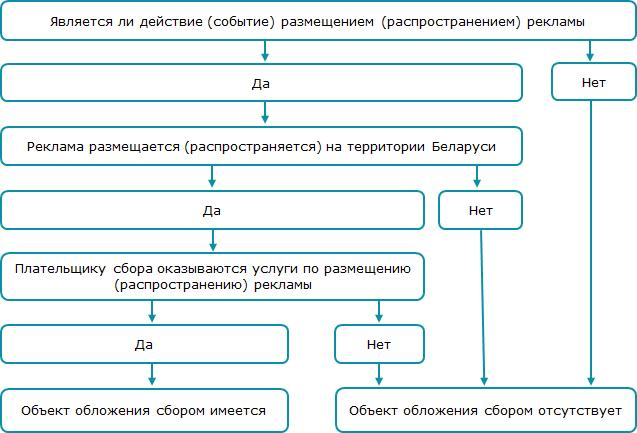 Является ли действие (событие) размещением (распространением) рекламы
Да
Нет
Реклама размещается (распространяется) на территории Беларуси
Да
Нет
Плательщику сбора оказываются услуги по размещению
(распространению) рекламы
Да
Нет
Объект обложения сбором имеется
Объект обложения сбором отсутствует